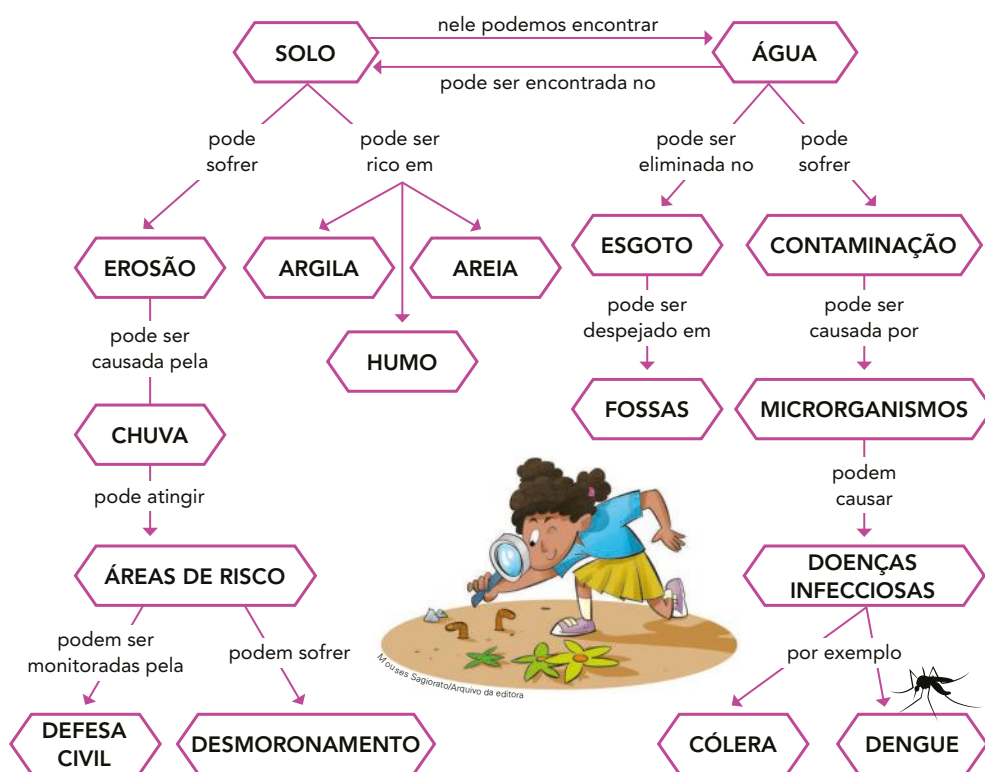 nele podemos encontrar
SOLO
ÁGUA
pode ser encontrada no
pode
sofrer
pode ser
rico em
pode ser
eliminada no
pode
sofrer
EROSÃO
ARGILA
AREIA
ESGOTO
CONTAMINAÇÃO
pode ser
causada pela
HUMO
pode ser
despejado em
pode ser
causada por
CHUVA
FOSSAS
MICRORGANISMOS
pode atingir
podem
causar
ÁREAS DE RISCO
DOENÇAS
INFECCIOSAS
podem ser
monitoradas pela
podem sofrer
por exemplo
Mouses Sagiorato/Arquivo da editora
DEFESA
CIVIL
DESMORONAMENTO
CÓLERA
DENGUE